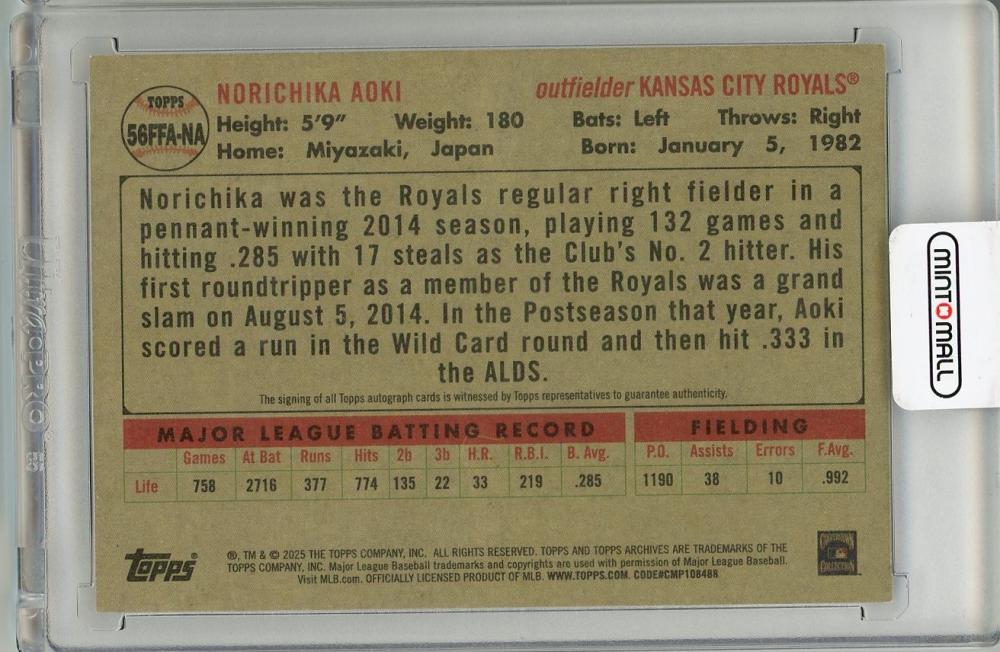 TOPPS
56FFA-NA
NORICHIKA AOKI
outfielder KANSAS CITY ROYALS®
Height: 5'9" Weight: 180 Bats: Left Throws: Right
Home: Miyazaki, Japan Born: January 5, 1982
Norichika was the Royals regular right fielder in a
pennant-winning 2014 season, playing 132 games and
hitting .285 with 17 steals as the Club's No. 2 hitter. His
first roundtripper as a member of the Royals was a grand
slam on August 5, 2014. In the Postseason that year, Aoki
scored a run in the Wild Card round and then hit .333 in
the ALDS.
The signing of all Topps autograph cards is witnessed by Topps representatives to guarantee authenticity.
MAJOR LEAGUE BATTING RECORD
Games At Bat Runs Hits 2b 3b H.R. R.B.I. B. Avg.
Life 758 2716 377 774 135 22 33 219 .285
FIELDING
P.O. Assists Errors F.Avg.
1190 38 10 .992
Topps®
®, TM & © 2025 THE TOPPS COMPANY, INC. ALL RIGHTS RESERVED. TOPPS AND TOPPS ARCHIVES ARE TRADEMARKS OF THE
TOPPS COMPANY, INC. Major League Baseball trademarks and copyrights are used with permission of Major League Baseball.
Visit MLB.com. OFFICIALLY LICENSED PRODUCT OF MLB. WWW.TOPPS.COM. CODE#CMP108488
COOPERSTOWN
COLLECTION
MINT MALL